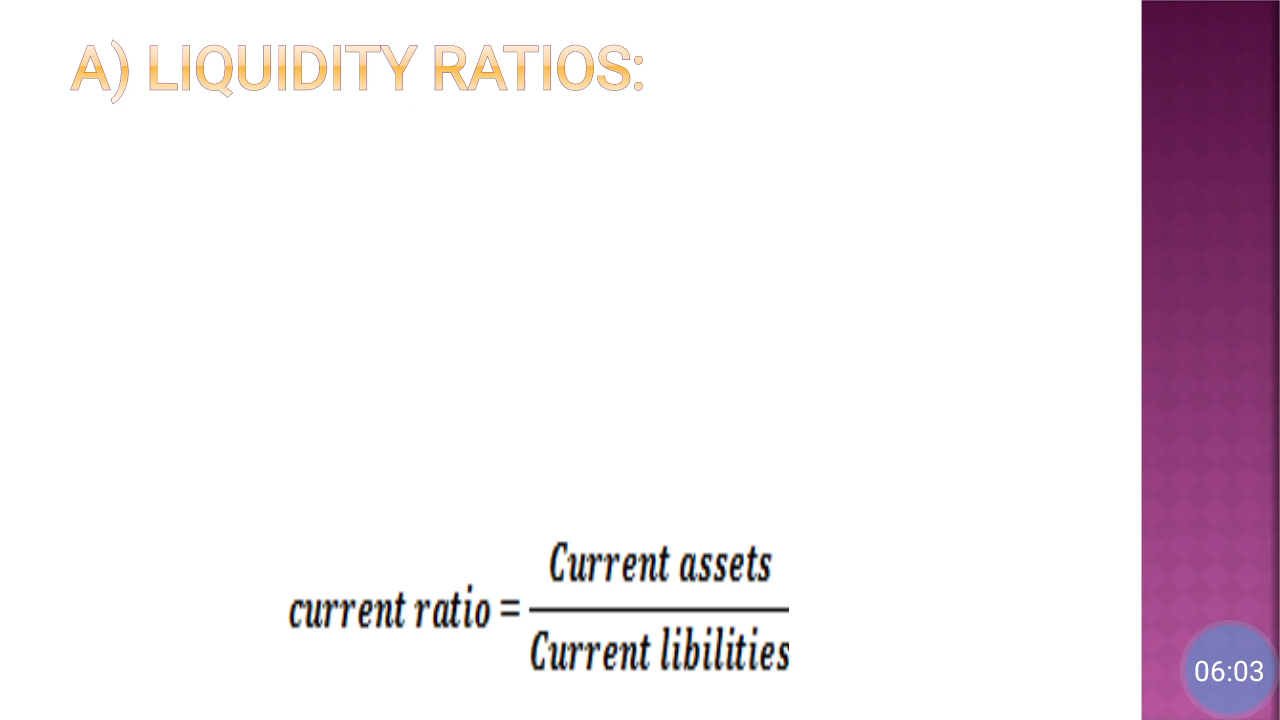 A) LIQUIDITY RATIOS:
current ratio = Current assets / Current libilities
06:03